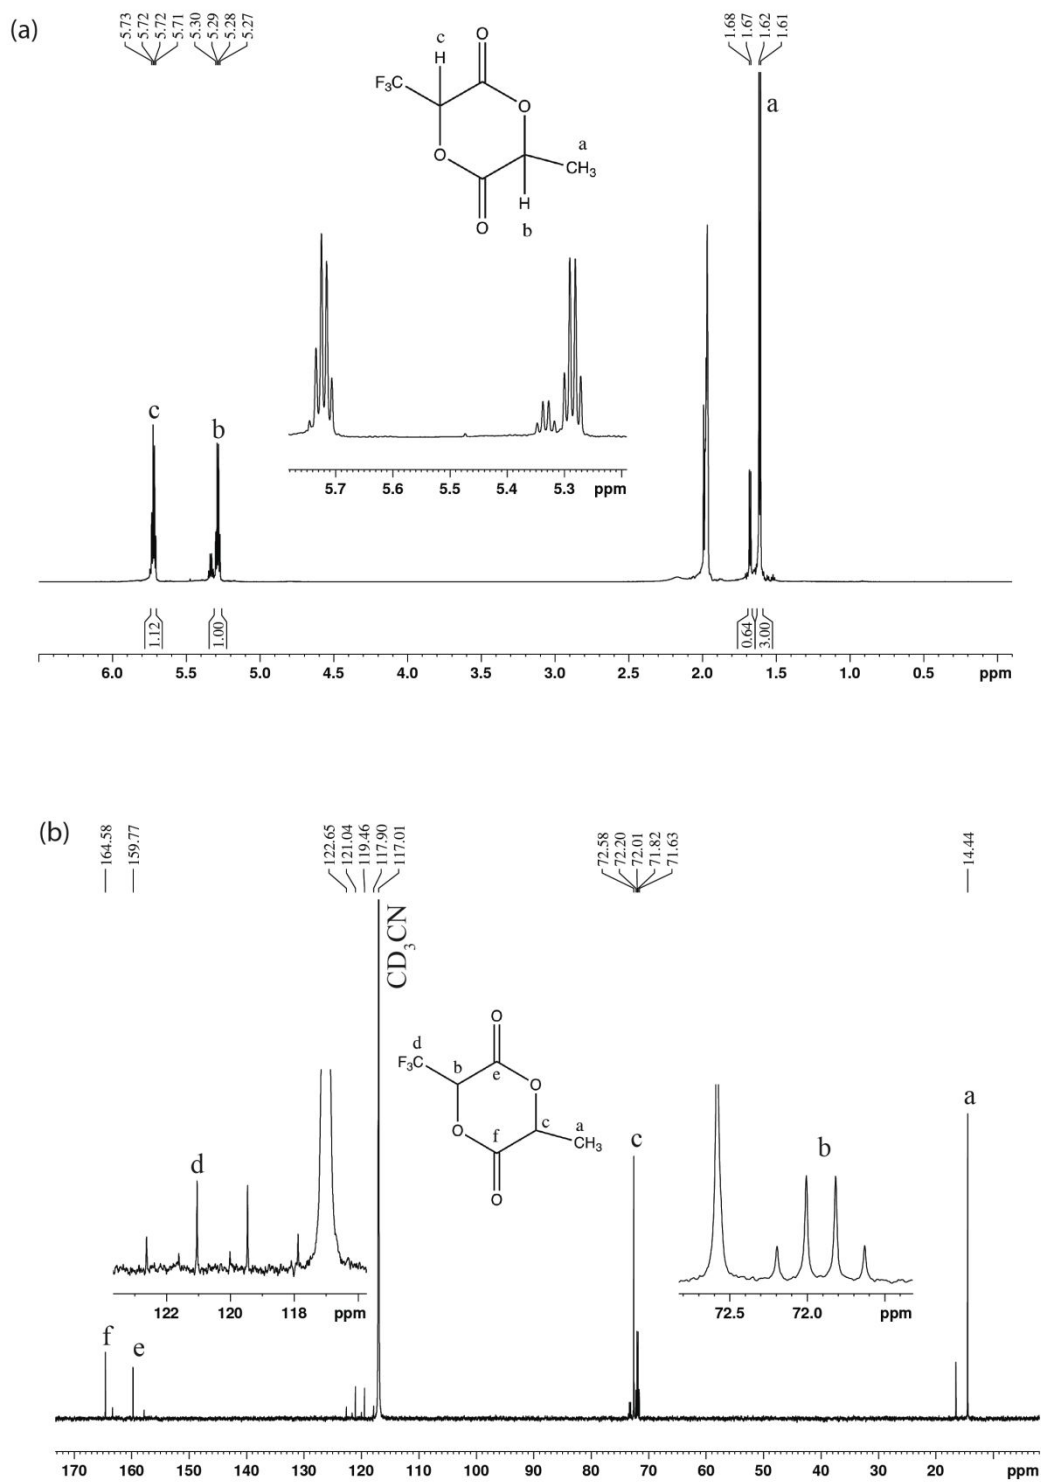 (a)
5.73
5.72
5.72
5.71
5.30
5.29
5.28
5.27
1.68
1.67
1.62
1.61
c
H
O
F3C
O
a
O
CH3
H
O
b
a
c
b
5.7 5.6 5.5 5.4 5.3 ppm
1.12
1.00
0.64
3.00
6.0 5.5 5.0 4.5 4.0 3.5 3.0 2.5 2.0 1.5 1.0 0.5 ppm
(b)
164.58
159.77
122.65
121.04
119.46
117.90
117.01
72.58
72.20
72.01
71.82
71.63
14.44
CD3CN
O
d
F3C
b
e
O
O
f
c
a
CH3
O
d
c
b
a
122 120 118 ppm
72.5 72.0 ppm
f
e
170 160 150 140 130 120 110 100 90 80 70 60 50 40 30 20 ppm